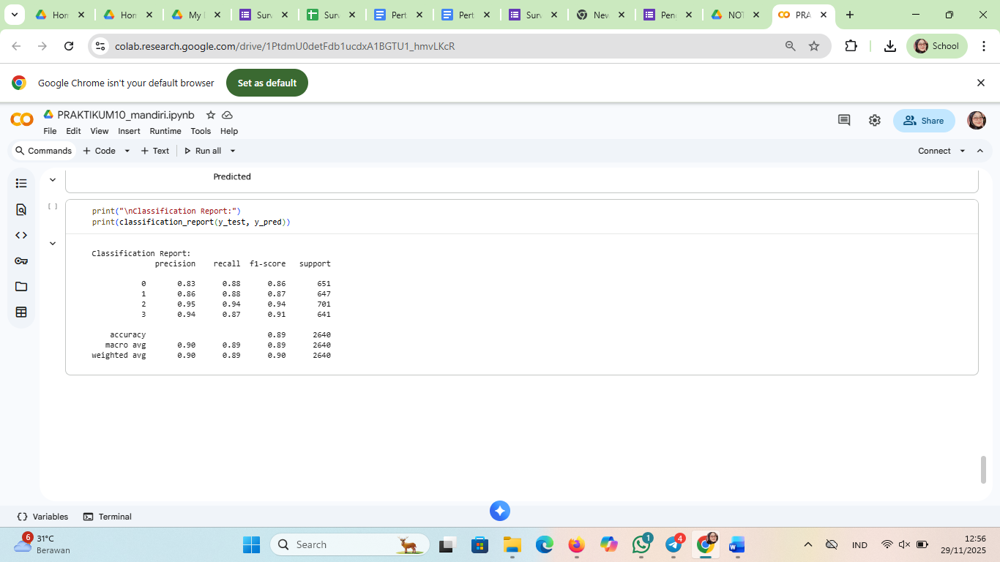 Hom
Hom
My
Surv
Surv
Pert
Pert
Surv
New
Pen
NOT
PRA
colab.research.google.com/drive/1PtdmU0detFdb1ucdxA1BGTU1_hmvLKcR
School
Google Chrome isn't your default browser
Set as default
CO
PRAKTIKUM10_mandiri.ipynb
File Edit View Insert Runtime Tools Help
Share
Commands + Code + Text Run all
Connect
Predicted
[ ]
print("\nClassification Report:")
print(classification_report(y_test, y_pred))
Classification Report:
precision recall f1-score support
0 0.83 0.88 0.86 651
1 0.86 0.88 0.87 647
2 0.95 0.94 0.94 701
3 0.94 0.87 0.91 641
accuracy 0.89 2640
macro avg 0.90 0.89 0.89 2640
weighted avg 0.90 0.89 0.90 2640
Variables Terminal
6
31°C
Berawan
Search
1
4
IND
12:56
29/11/2025